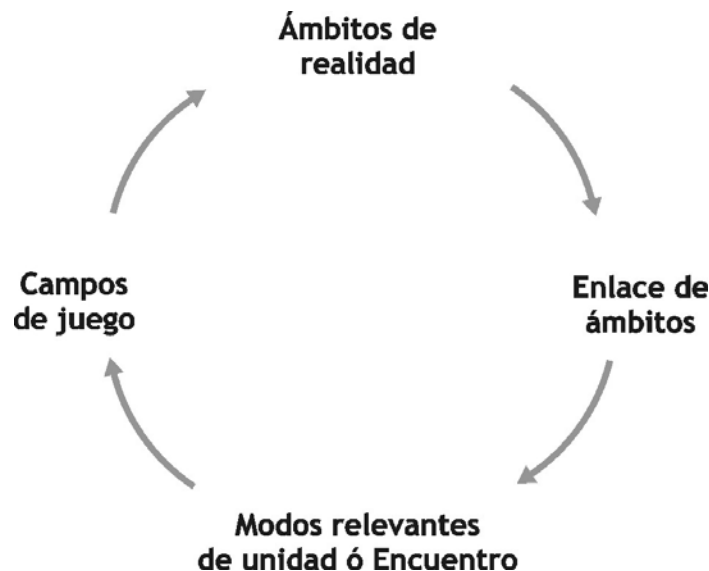 Ámbitos de
realidad
Enlace de
ámbitos
Modos relevantes
de unidad ó Encuentro
Campos
de juego